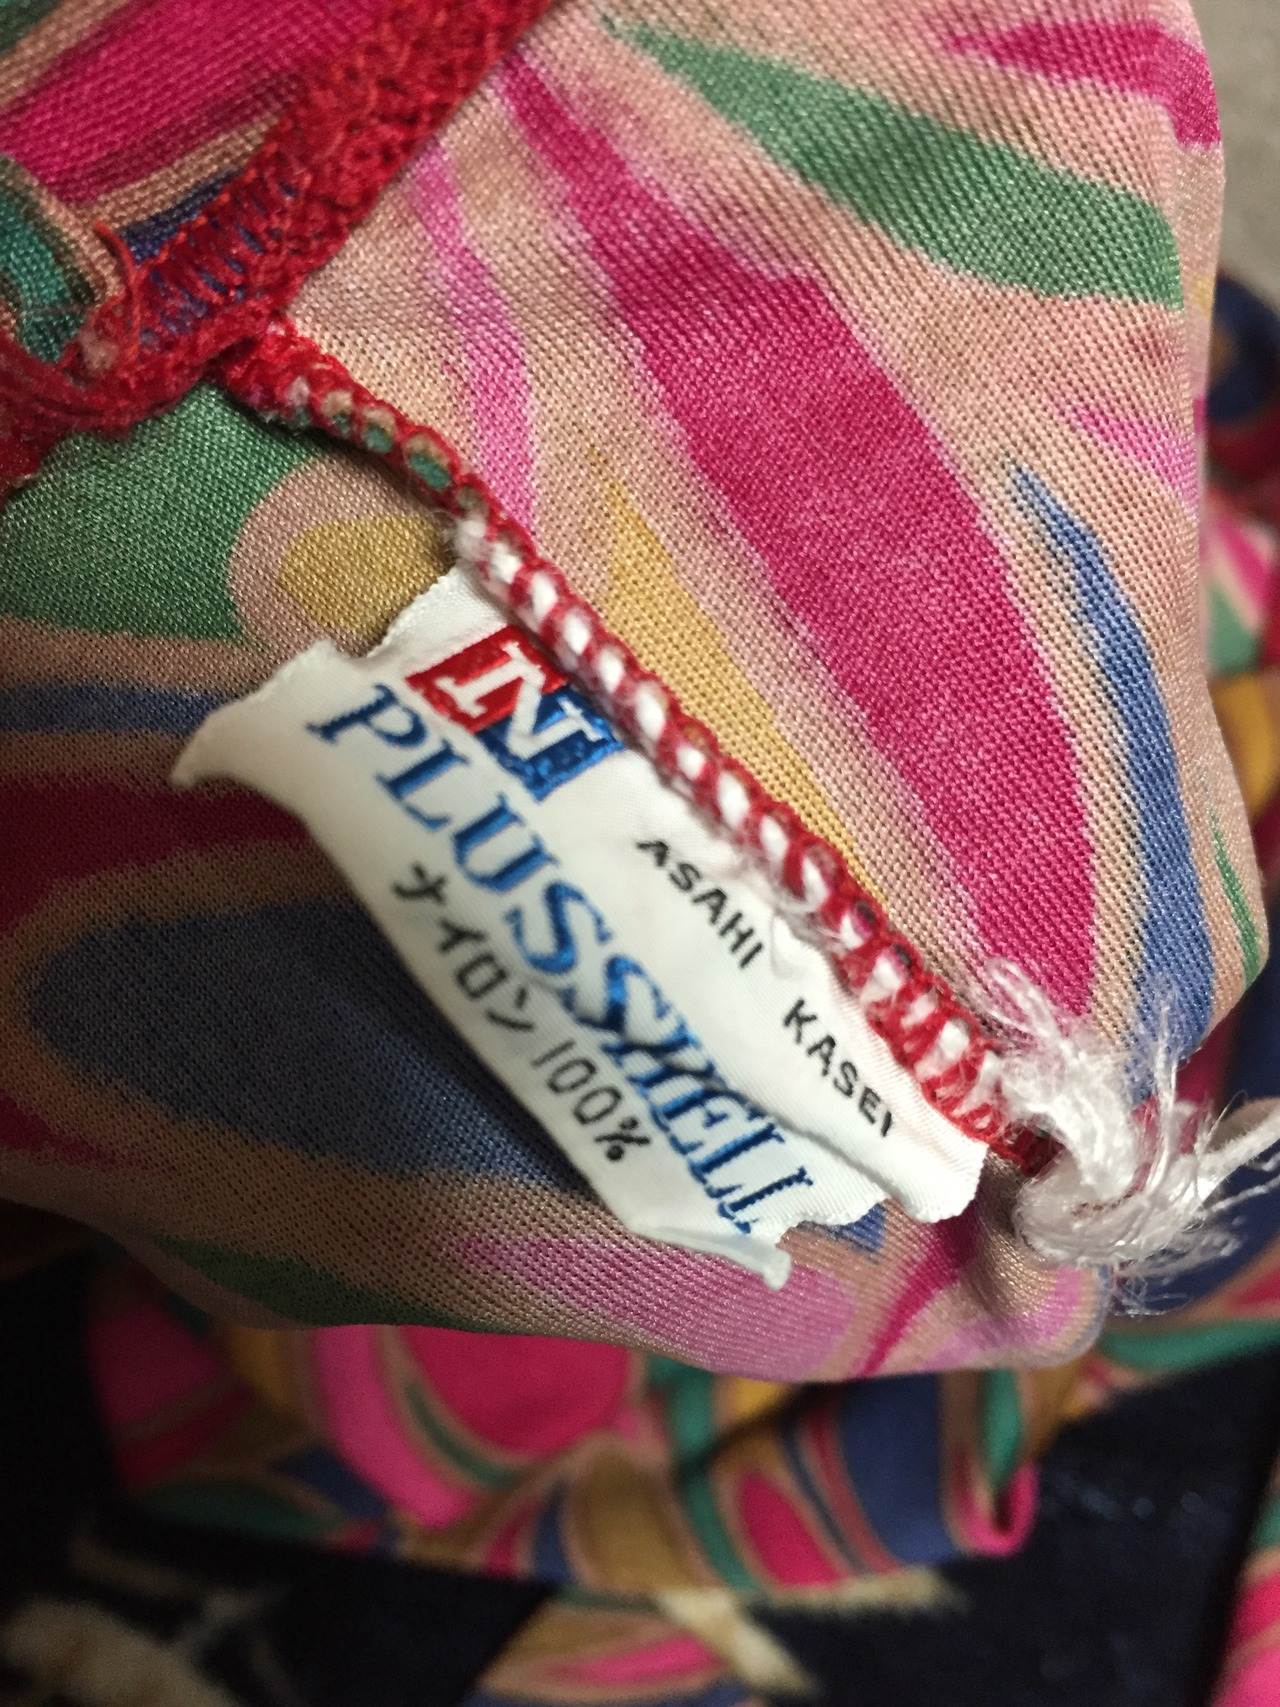 N
PLUSSHELL
ナイロン100%
ASAHI KASEI